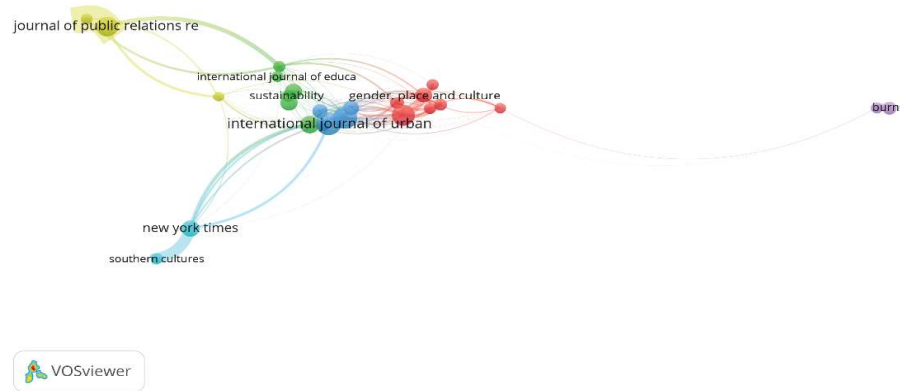 journal of public relations re
international journal of educa
sustainability
gender, place and culture
burn
international journal of urban
new york times
southern cultures
VOSviewer